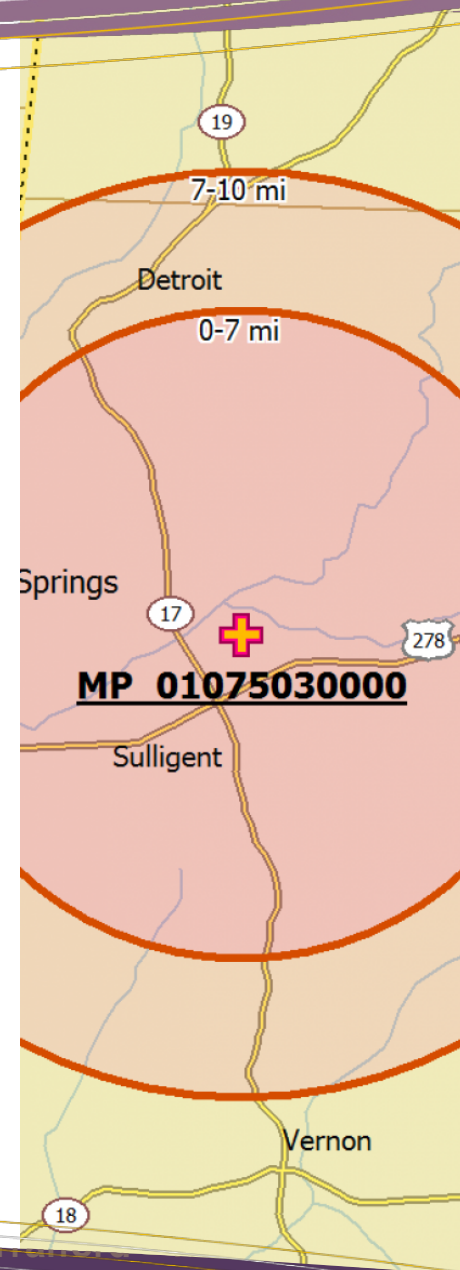 19
7-10 mi
Detroit
0-7 mi
Springs
17
278
MP 01075030000
Sulligent
Vernon
18